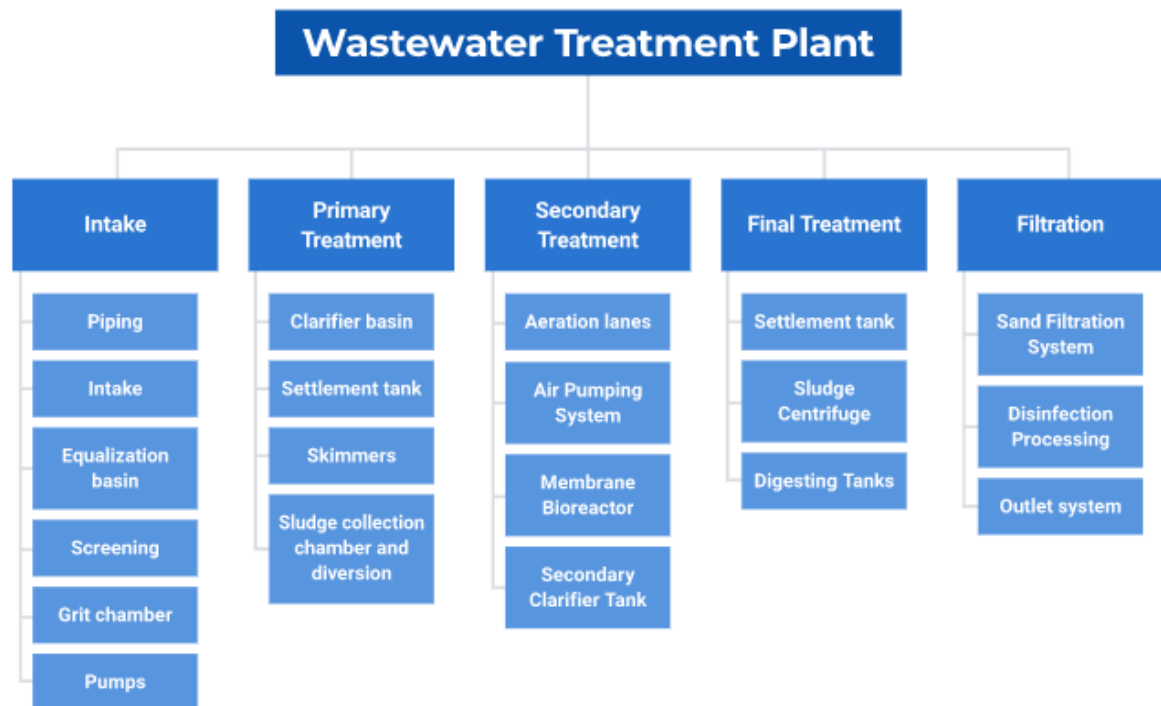 Wastewater Treatment Plant
Intake
Piping
Intake
Equalization
basin
Screening
Grit chamber
Pumps
Primary
Treatment
Clarifier basin
Settlement tank
Skimmers
Sludge collection
chamber and
diversion
Secondary
Treatment
Aeration lanes
Air Pumping
System
Membrane
Bioreactor
Secondary
Clarifier Tank
Final Treatment
Settlement tank
Sludge
Centrifuge
Digesting Tanks
Filtration
Sand Filtration
System
Disinfection
Processing
Outlet system